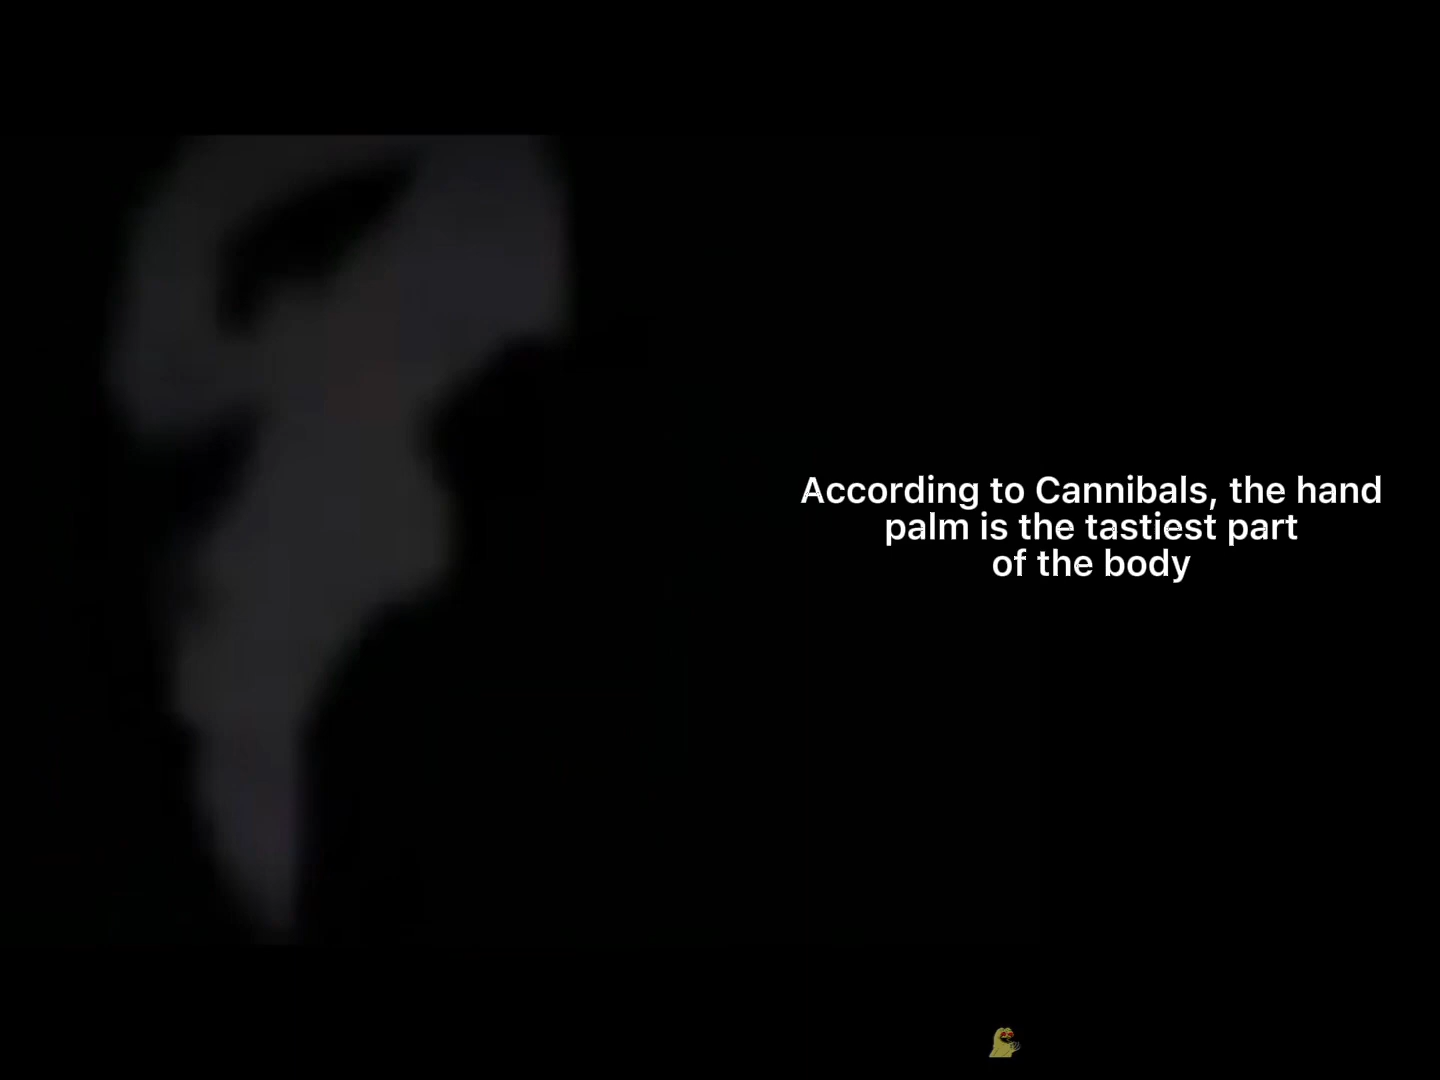 According to Cannibals, the hand
palm is the tastiest part
of the body